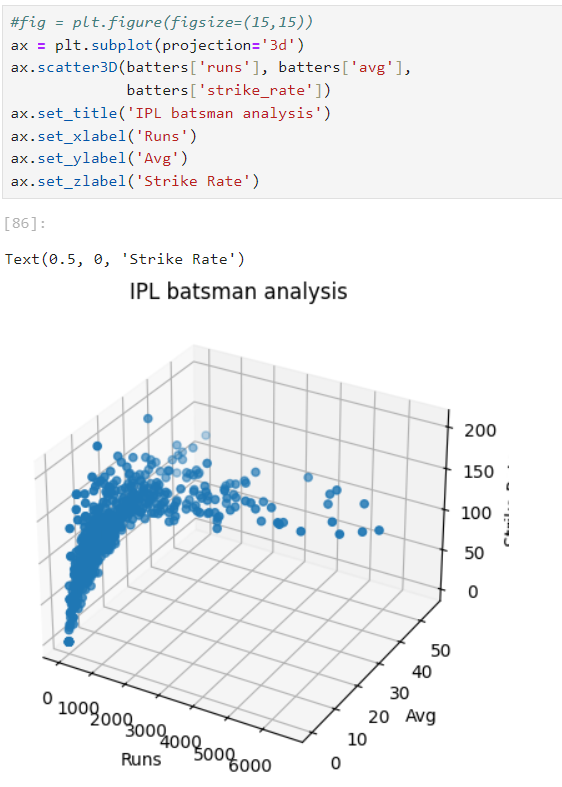 #fig = plt.figure(figsize=(15,15))
ax = plt.subplot(projection='3d')
ax.scatter3D(batters['runs'], batters['avg'],
batters['strike_rate'])
ax.set_title('IPL batsman analysis')
ax.set_xlabel('Runs')
ax.set_ylabel('Avg')
ax.set_zlabel('Strike Rate')
[86]:
Text(0.5, 0, 'Strike Rate')
IPL batsman analysis
200
150
100
50
0
50
40
30
20
10
0
Avg
0
1000
2000
3000
4000
5000
6000
Runs